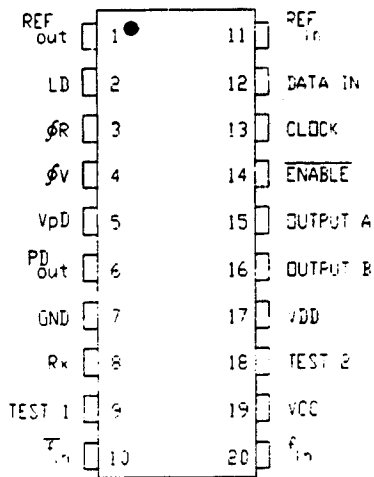 REF out 1 11 REF in
LD 2 12 DATA IN
∮R 3 13 CLOCK
∮V 4 14 ENABLE
VpD 5 15 OUTPUT A
PD out 6 16 OUTPUT B
GND 7 17 VDD
Rx 8 18 TEST 2
TEST 1 9 19 VCC
f in 10 20 f in